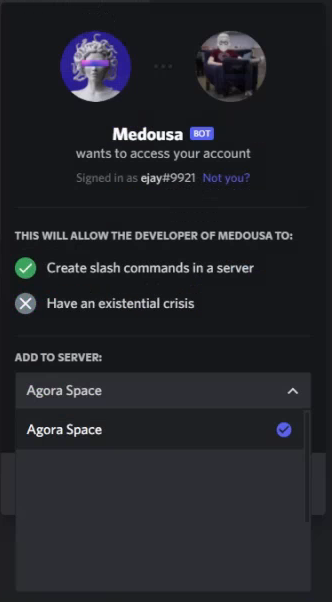 Medousa BOT
wants to access your account
Signed in as ejay#9921 Not you?
THIS WILL ALLOW THE DEVELOPER OF MEDOUSA TO:
Create slash commands in a server
Have an existential crisis
ADD TO SERVER:
Agora Space
Agora Space